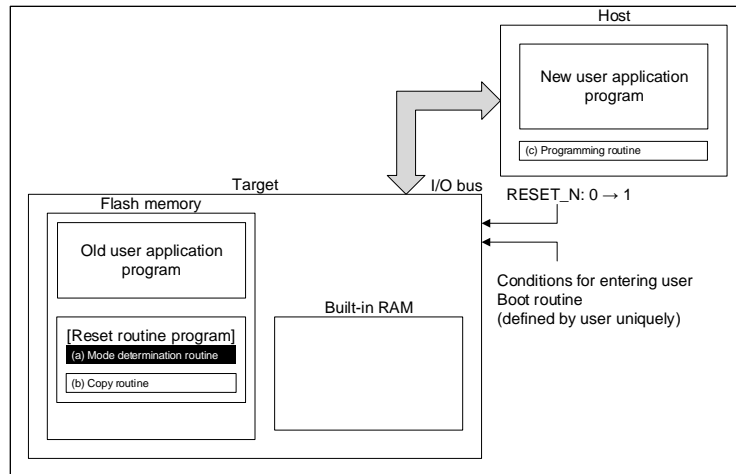 Host
New user application
program
(c) Programming routine
Target
I/O bus
RESET_N: 0 → 1
Flash memory
Old user application
program
Conditions for entering user
Boot routine
(defined by user uniquely)
Built-in RAM
[Reset routine program]
(a) Mode determination routine
(b) Copy routine